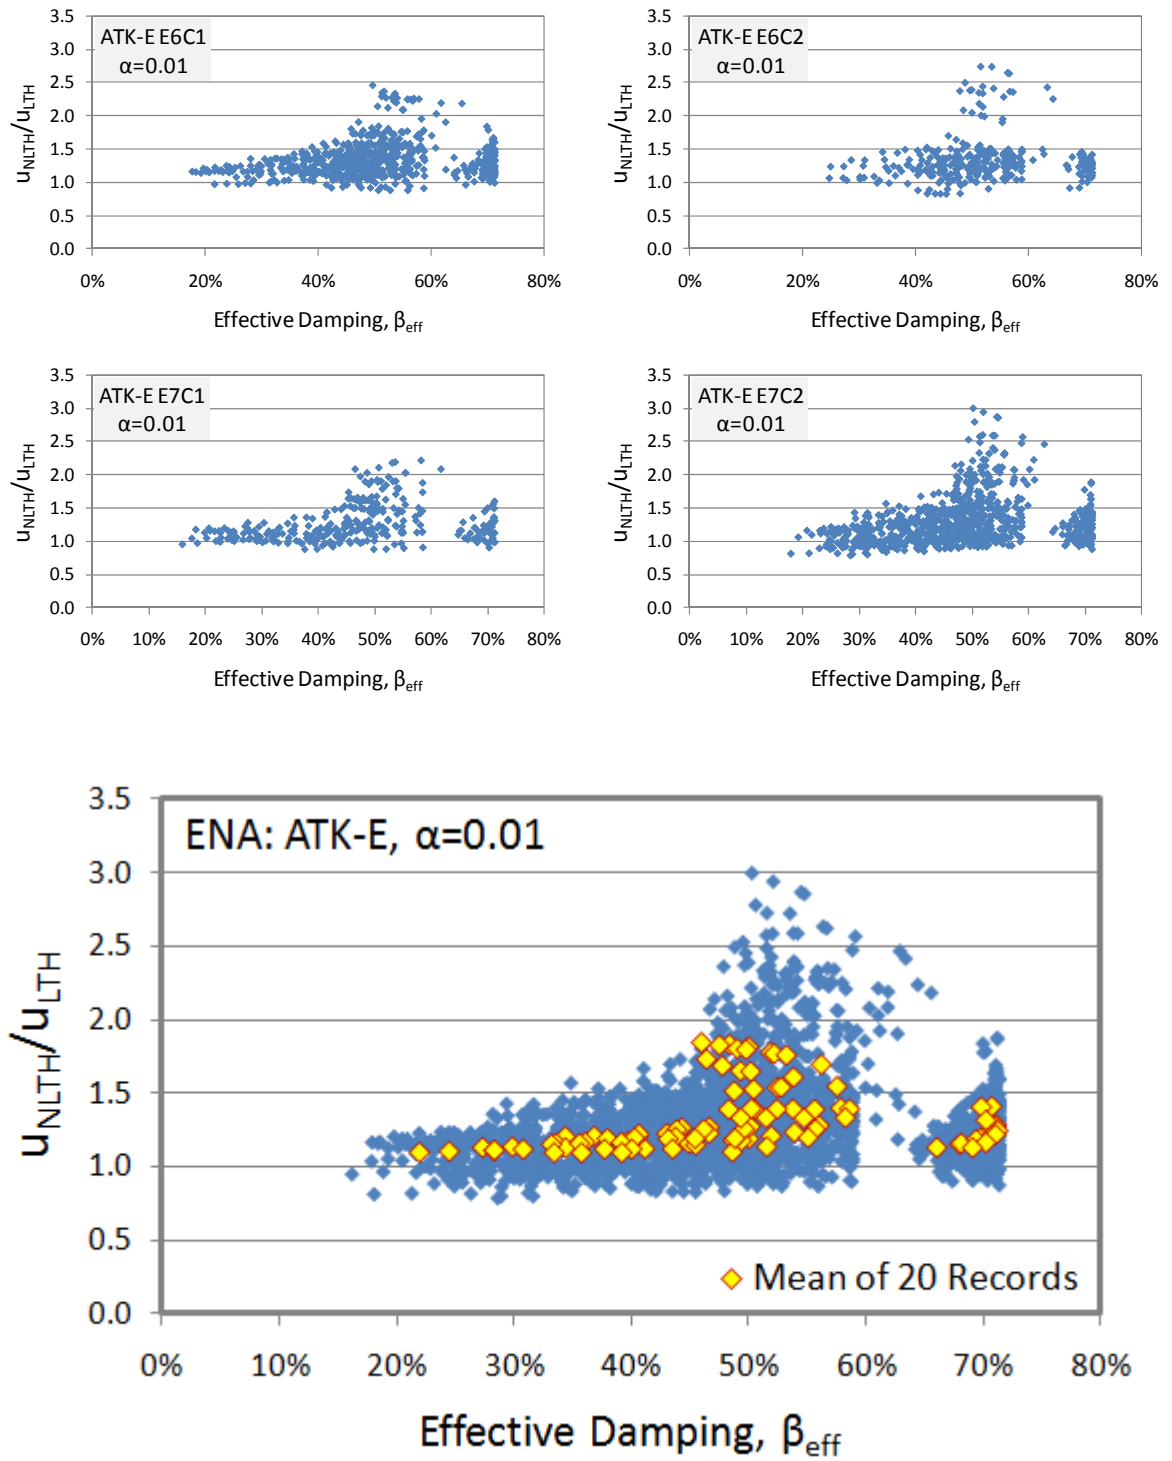 3.5
3.0
2.5
2.0
1.5
1.0
0.5
0.0
uNLTH/uLTH
ATK-E E6C1
α=0.01
0% 20% 40% 60% 80%
Effective Damping, βeff
3.5
3.0
2.5
2.0
1.5
1.0
0.5
0.0
uNLTH/uLTH
ATK-E E6C2
α=0.01
0% 20% 40% 60% 80%
Effective Damping, βeff
3.5
3.0
2.5
2.0
1.5
1.0
0.5
0.0
uNLTH/uLTH
ATK-E E7C1
α=0.01
0% 10% 20% 30% 40% 50% 60% 70% 80%
Effective Damping, βeff
3.5
3.0
2.5
2.0
1.5
1.0
0.5
0.0
uNLTH/uLTH
ATK-E E7C2
α=0.01
0% 10% 20% 30% 40% 50% 60% 70% 80%
Effective Damping, βeff
3.5
3.0
2.5
2.0
1.5
1.0
0.5
0.0
uNLTH/uLTH
ENA: ATK-E, α=0.01
Mean of 20 Records
0% 10% 20% 30% 40% 50% 60% 70% 80%
Effective Damping, βeff